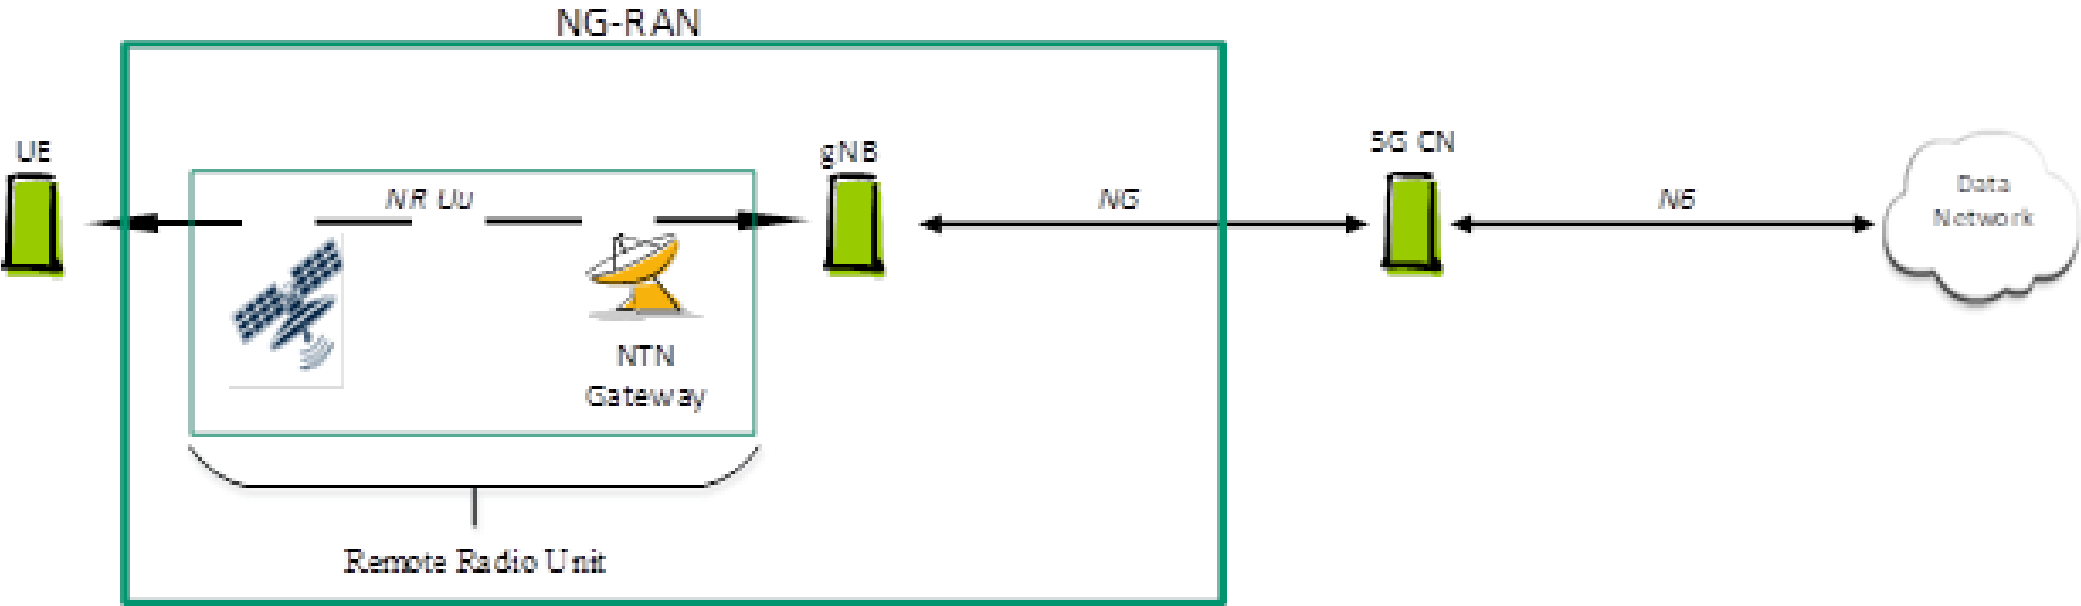 NG-RAN
UE
gNB
5G CN
NR Uu
NG
N6
Data
Network
NTN
Gateway
Remote Radio Unit